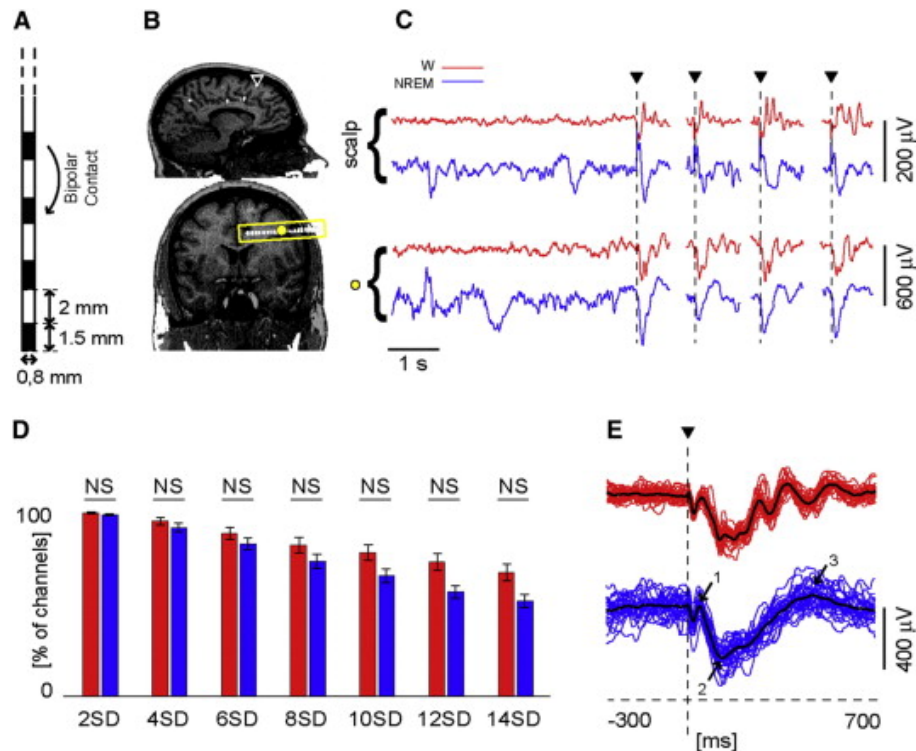 A
Bipolar
Contact
2 mm
1.5 mm
0,8 mm
B
C
W
NREM
scalp
200 µV
600 µV
1 s
D
NS NS NS NS NS NS NS
100
[% of channels]
0
2SD 4SD 6SD 8SD 10SD 12SD 14SD
E
1
2
3
400 µV
-300 700
[ms]